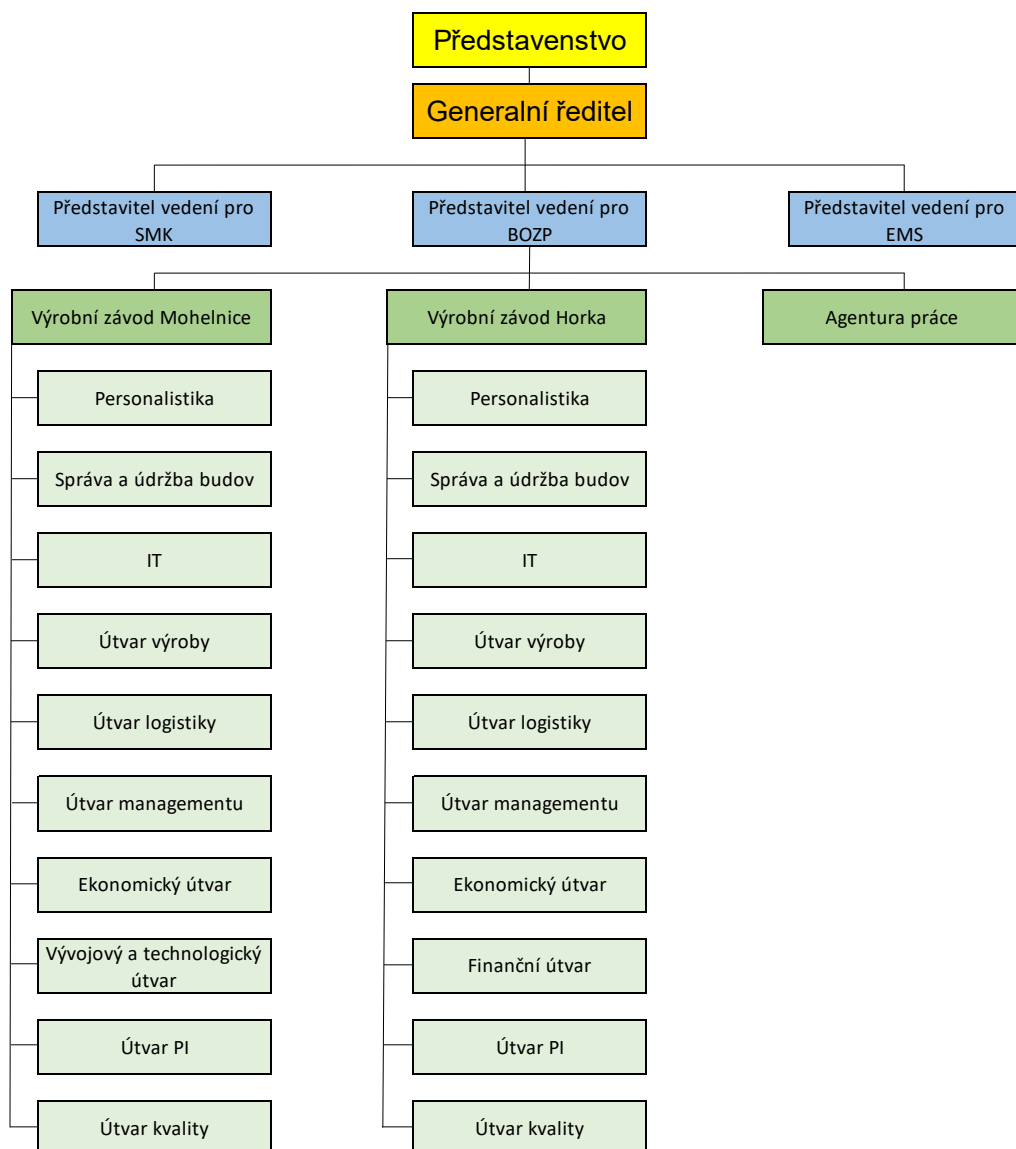 Představenstvo
Generalní ředitel
Představitel vedení pro
SMK
Představitel vedení pro
BOZP
Představitel vedení pro
EMS
Výrobní závod Mohelnice
Výrobní závod Horka
Agentura práce
Personalistika
Personalistika
Správa a údržba budov
Správa a údržba budov
IT
IT
Útvar výroby
Útvar výroby
Útvar logistiky
Útvar logistiky
Útvar managementu
Útvar managementu
Ekonomický útvar
Ekonomický útvar
Vývojový a technologický
útvar
Finanční útvar
Útvar PI
Útvar PI
Útvar kvality
Útvar kvality